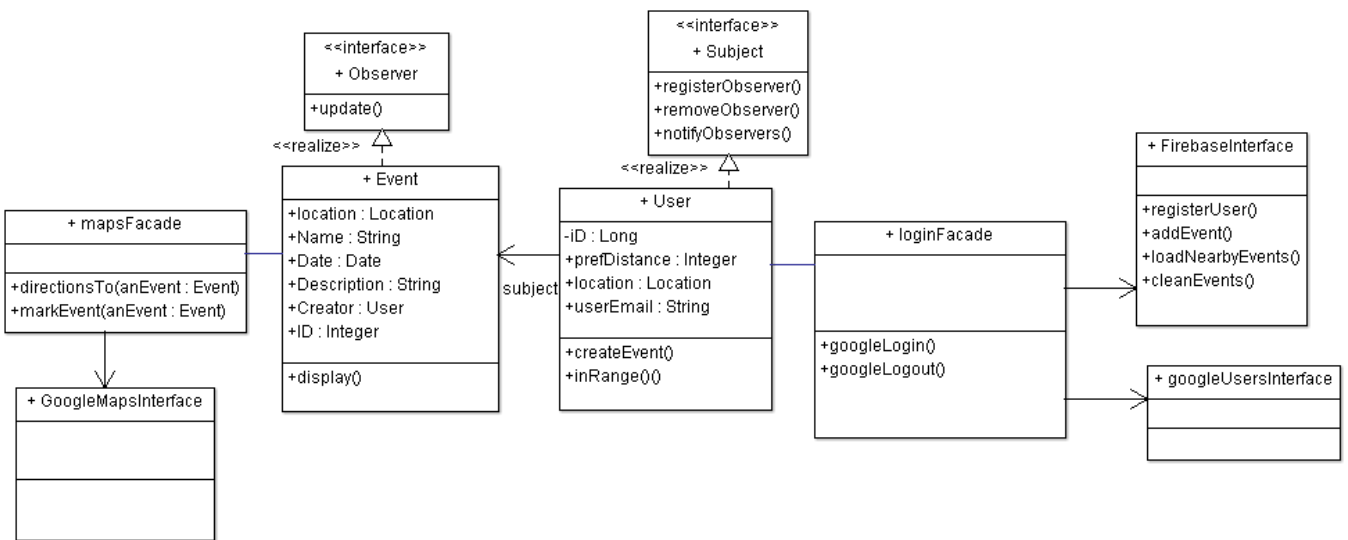 <<interface>>
+ Observer
+update()
<<realize>>
<<interface>>
+ Subject
+registerObserver()
+removeObserver()
+notifyObservers()
<<realize>>
+ mapsFacade
+directionsTo(anEvent : Event)
+markEvent(anEvent : Event)
+ GoogleMapsInterface
+ Event
+location : Location
+Name : String
+Date : Date
+Description : String
+Creator : User
+ID : Integer
+display()
subject
+ User
-iD : Long
+prefDistance : Integer
+location : Location
+userEmail : String
+createEvent()
+inRange()()
+ loginFacade
+googleLogin()
+googleLogout()
+ FirebaseInterface
+registerUser()
+addEvent()
+loadNearbyEvents()
+cleanEvents()
+ googleUsersInterface